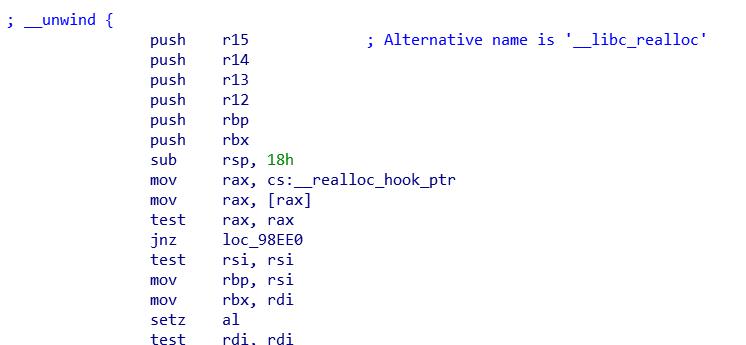 ; __unwind {
push r15 ; Alternative name is '__libc_realloc'
push r14
push r13
push r12
push rbp
push rbx
sub rsp, 18h
mov rax, cs:__realloc_hook_ptr
mov rax, [rax]
test rax, rax
jnz loc_98EE0
test rsi, rsi
mov rbp, rsi
mov rbx, rdi
setz al
test rdi, rdi